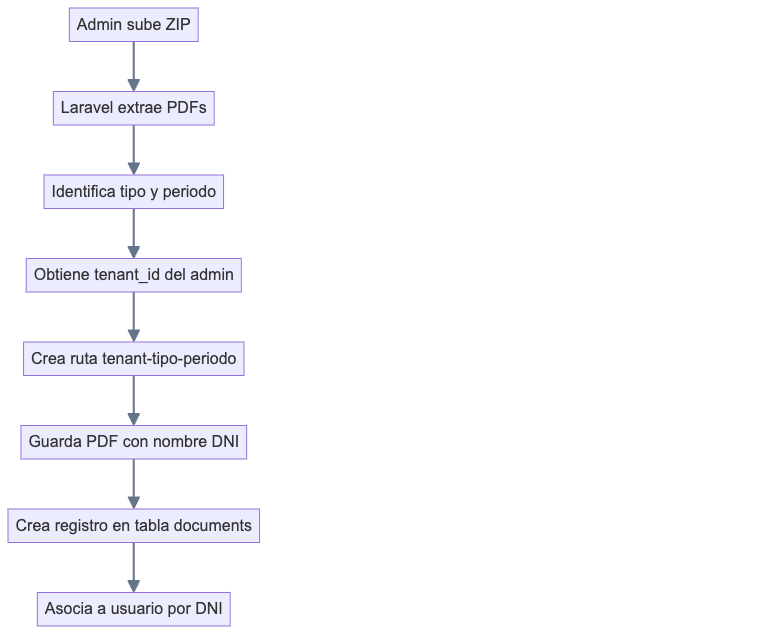 Admin sube ZIP
Laravel extrae PDFs
Identifica tipo y periodo
Obtiene tenant_id del admin
Crea ruta tenant-tipo-periodo
Guarda PDF con nombre DNI
Crea registro en tabla documents
Asocia a usuario por DNI